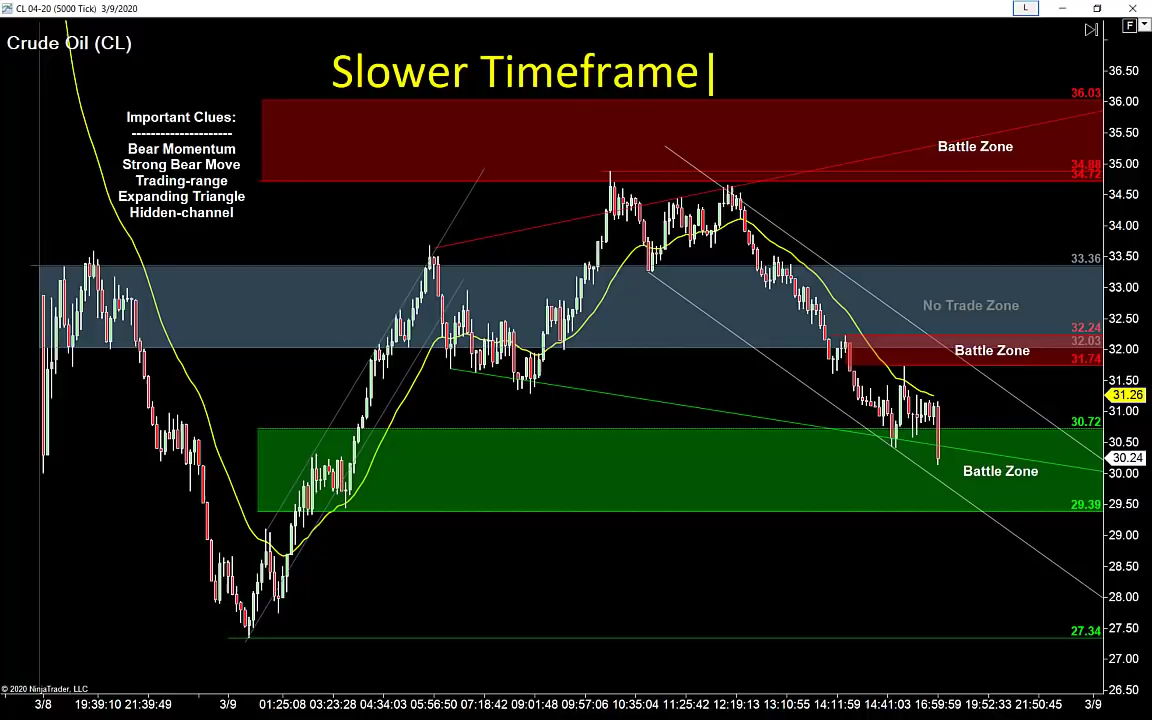 CL 04-20 (5000 Tick)  3/9/2020
L
Crude Oil (CL)
Slower Timeframe|
F
Important Clues:
---------------------
Bear Momentum
Strong Bear Move
Trading-range
Expanding Triangle
Hidden-channel
36.50
36.03
36.00
35.50
Battle Zone
35.00
34.88
34.72
34.50
34.00
33.50
33.36
33.00
No Trade Zone
32.50
32.24
32.03
32.00
Battle Zone
31.74
31.50
31.26
31.00
30.72
30.50
30.24
30.00
Battle Zone
29.50
29.39
29.00
28.50
28.00
27.50
27.34
27.00
26.50
© 2020 NinjaTrader, LLC
3/8 19:39:10 21:39:49 3/9 01:25:08 03:23:28 04:34:03 05:56:50 07:18:42 09:01:48 09:57:06 10:35:04 11:25:42 12:19:13 13:10:55 14:11:59 14:41:03 16:59:59 19:52:33 21:50:45 3/9